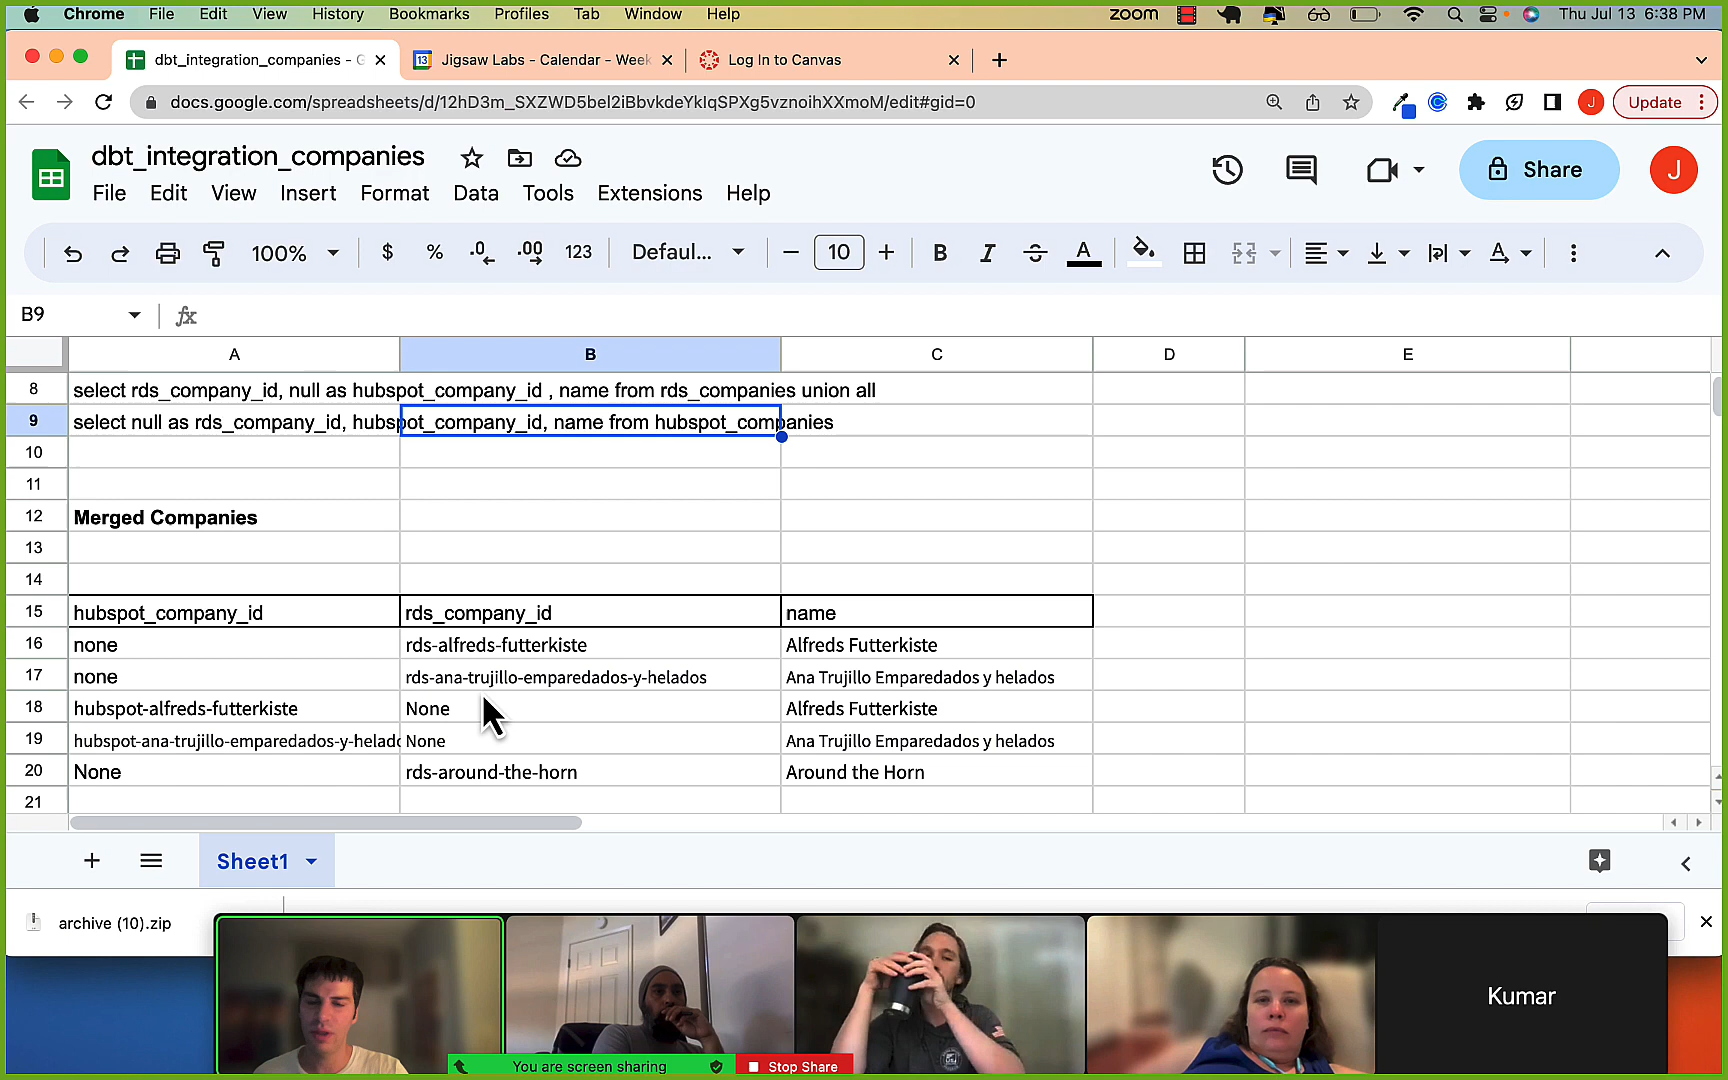 Chrome File Edit View History Bookmarks Profiles Tab Window Help zoom Thu Jul 13 6:38 PM
dbt_integration_companies - G Jigsaw Labs - Calendar - Week Log In to Canvas
docs.google.com/spreadsheets/d/12hD3m_SXZWD5bel2iBbvkdeYkIqSPXg5vznoihXXmoM/edit#gid=0 J Update
dbt_integration_companies
File Edit View Insert Format Data Tools Extensions Help
Share J
100% $ % .0 .00 123 Defaul... 10 B I A
B9 fx
A B C D E
8 select rds_company_id, null as hubspot_company_id , name from rds_companies union all
9 select null as rds_company_id, hubspot_company_id, name from hubspot_companies
10
11
12 Merged Companies
13
14
15 hubspot_company_id rds_company_id name
16 none rds-alfreds-futterkiste Alfreds Futterkiste
17 none rds-ana-trujillo-emparedados-y-helados Ana Trujillo Emparedados y helados
18 hubspot-alfreds-futterkiste None Alfreds Futterkiste
19 hubspot-ana-trujillo-emparedados-y-helado None Ana Trujillo Emparedados y helados
20 None rds-around-the-horn Around the Horn
21
Sheet1
archive (10).zip
Kumar
You are screen sharing Stop Share